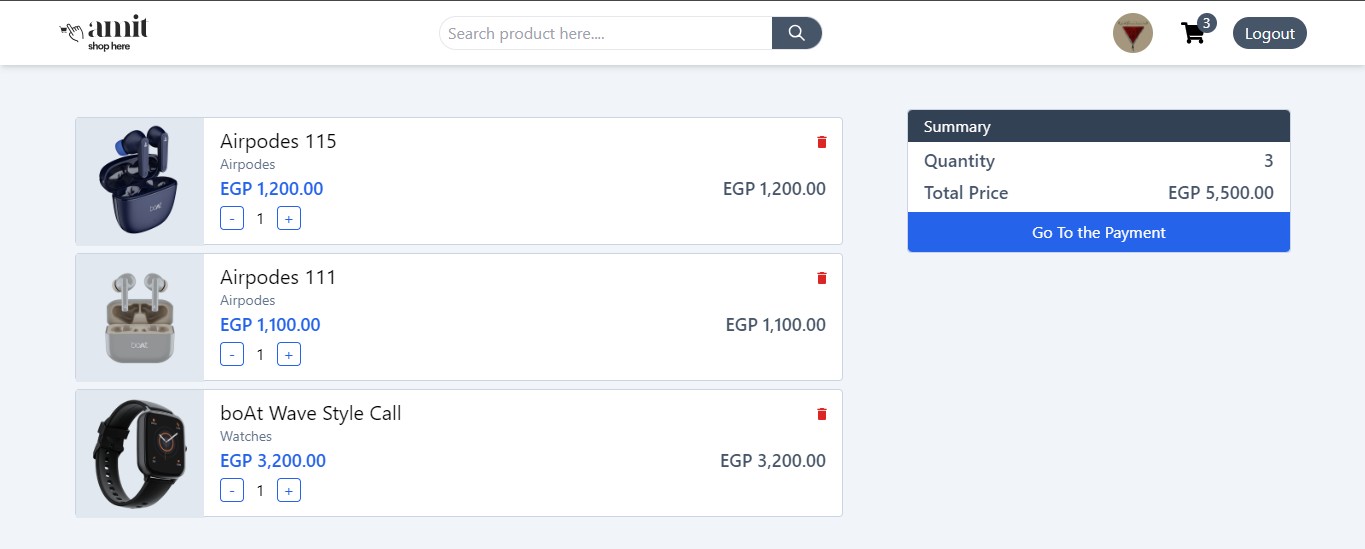 amit
shop here
Search product here....
3
Logout
Airpodes 115
Airpodes
EGP 1,200.00
EGP 1,200.00
- 1 +
Airpodes 111
Airpodes
EGP 1,100.00
EGP 1,100.00
- 1 +
boAt Wave Style Call
Watches
EGP 3,200.00
EGP 3,200.00
- 1 +
Summary
Quantity 3
Total Price EGP 5,500.00
Go To the Payment